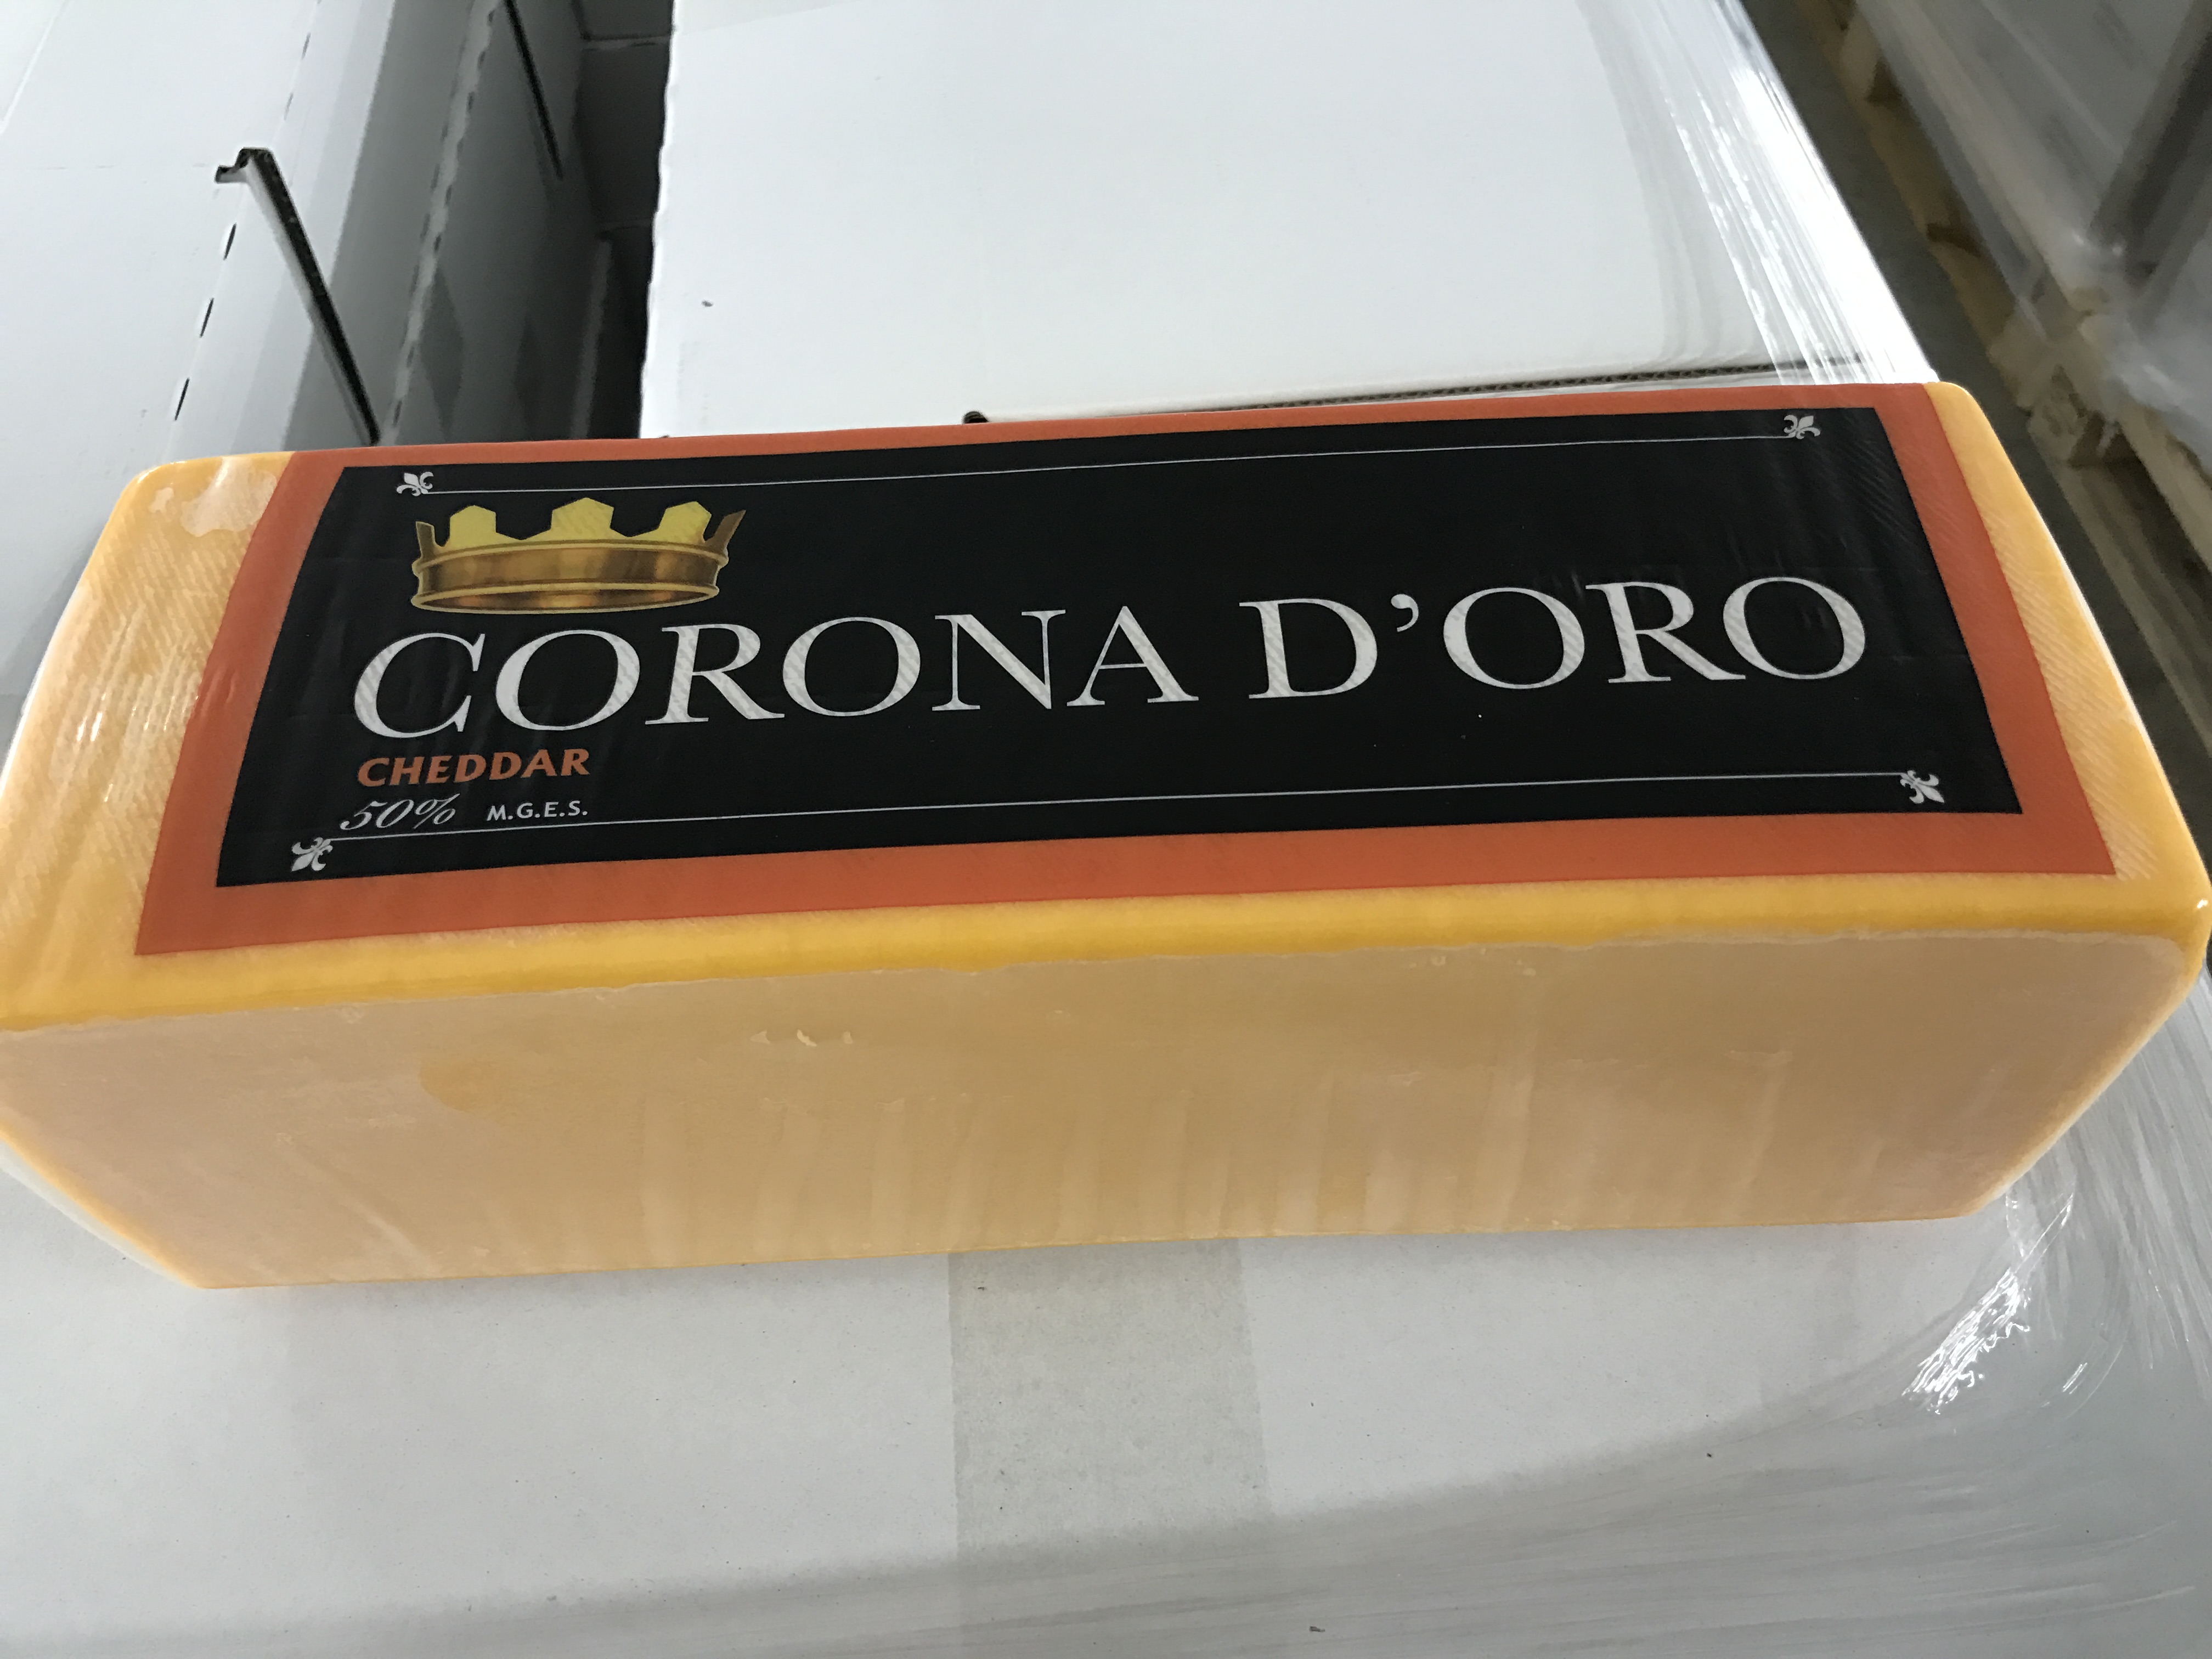 CORONA D'ORO
CHEDDAR
50% M.G.E.S.